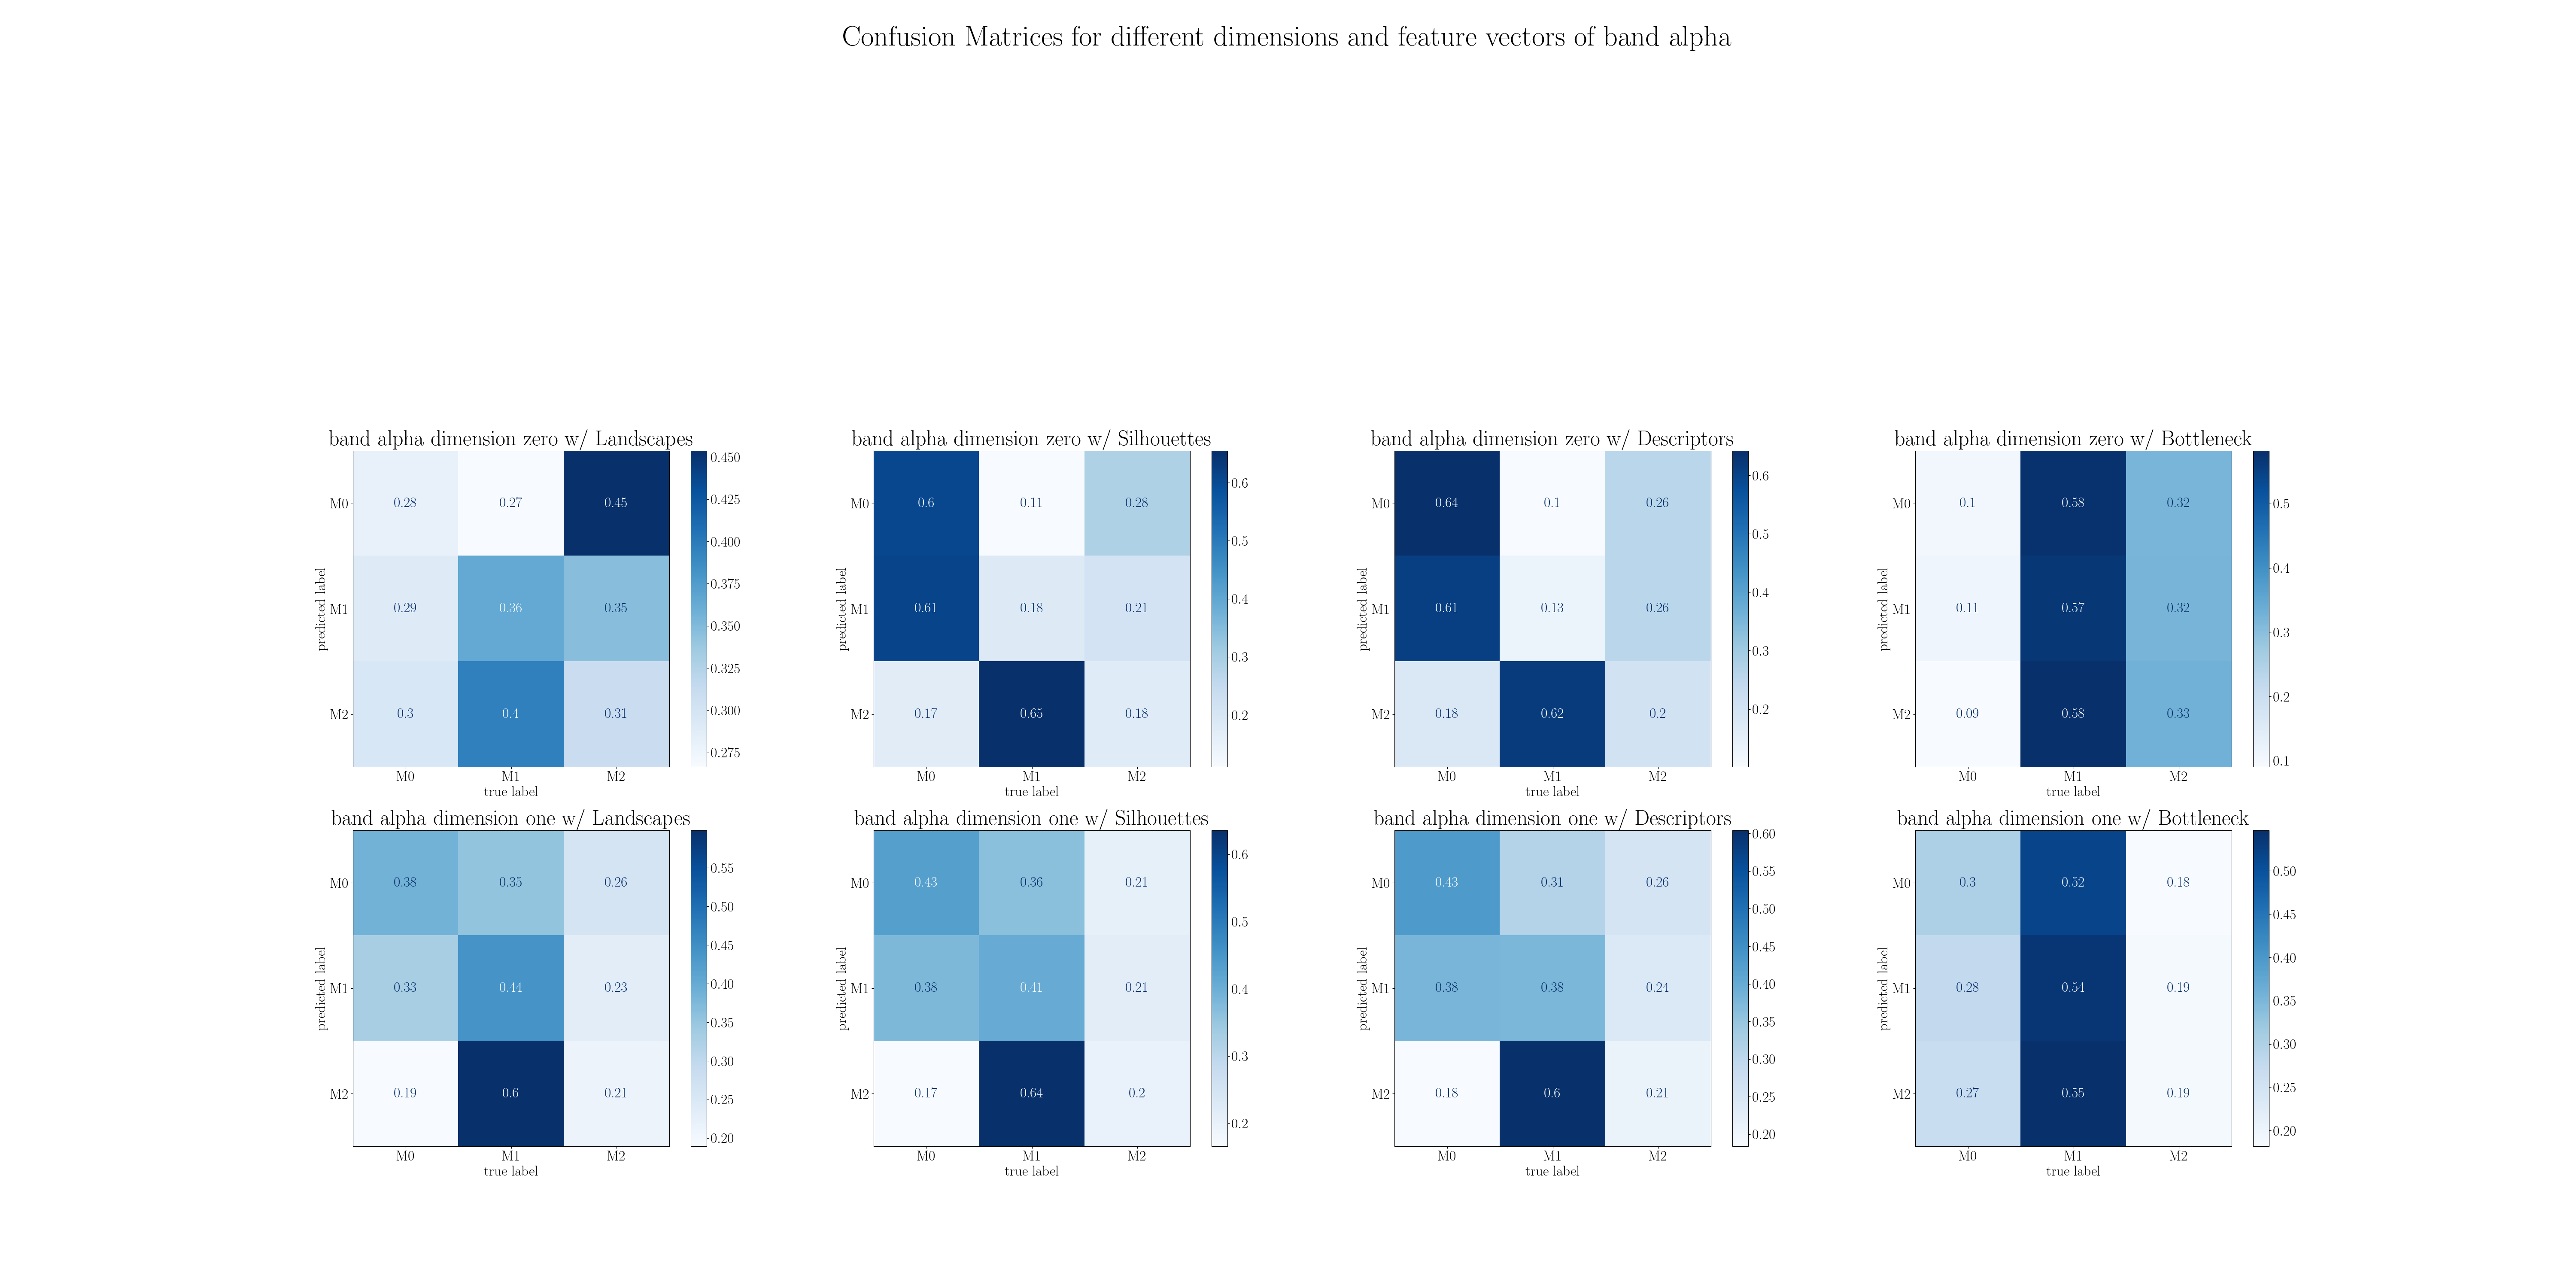 Confusion Matrices for different dimensions and feature vectors of band alpha
band alpha dimension zero w/ Landscapes
predicted label
M0 0.28 0.27 0.45
M1 0.29 0.36 0.35
M2 0.3 0.4 0.31
M0 M1 M2
true label
0.450
0.425
0.400
0.375
0.350
0.325
0.300
0.275
band alpha dimension zero w/ Silhouettes
predicted label
M0 0.6 0.11 0.28
M1 0.61 0.18 0.21
M2 0.17 0.65 0.18
M0 M1 M2
true label
0.6
0.5
0.4
0.3
0.2
band alpha dimension zero w/ Descriptors
predicted label
M0 0.64 0.1 0.26
M1 0.61 0.13 0.26
M2 0.18 0.62 0.2
M0 M1 M2
true label
0.6
0.5
0.4
0.3
0.2
band alpha dimension zero w/ Bottleneck
predicted label
M0 0.1 0.58 0.32
M1 0.11 0.57 0.32
M2 0.09 0.58 0.33
M0 M1 M2
true label
0.5
0.4
0.3
0.2
0.1
band alpha dimension one w/ Landscapes
predicted label
M0 0.38 0.35 0.26
M1 0.33 0.44 0.23
M2 0.19 0.6 0.21
M0 M1 M2
true label
0.55
0.50
0.45
0.40
0.35
0.30
0.25
0.20
band alpha dimension one w/ Silhouettes
predicted label
M0 0.43 0.36 0.21
M1 0.38 0.41 0.21
M2 0.17 0.64 0.2
M0 M1 M2
true label
0.6
0.5
0.4
0.3
0.2
band alpha dimension one w/ Descriptors
predicted label
M0 0.43 0.31 0.26
M1 0.38 0.38 0.24
M2 0.18 0.6 0.21
M0 M1 M2
true label
0.60
0.55
0.50
0.45
0.40
0.35
0.30
0.25
0.20
band alpha dimension one w/ Bottleneck
predicted label
M0 0.3 0.52 0.18
M1 0.28 0.54 0.19
M2 0.27 0.55 0.19
M0 M1 M2
true label
0.50
0.45
0.40
0.35
0.30
0.25
0.20